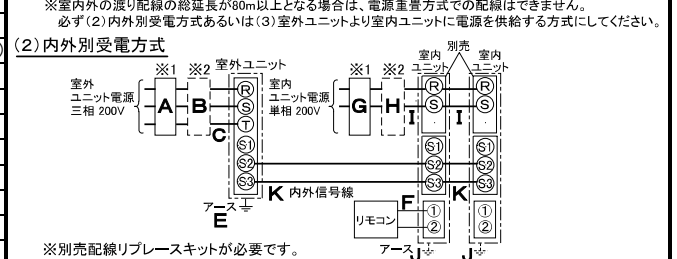 ※室内外の渡り配線の総延長が80m以上となる場合は、電源重畳方式での配線はできません。
必ず(2)内外別受電方式あるいは(3)室外ユニットより室内ユニットに電源を供給する方式にしてください。
(2)内外別受電方式
別売
※1 ※2 室外ユニット ※1 ※2 室内ユニット 室内ユニット
室外
ユニット電源
三相 200V
A B C
R
S
T
S1
S2
S3
室内
ユニット電源
単相 200V
G H I I
R R
S S
S1 S1
S2 S2
S3 S3
K 内外信号線 K
アース
E
リモコン
F
① ①
② ②
アース J J
※別売配線リプレースキットが必要です。